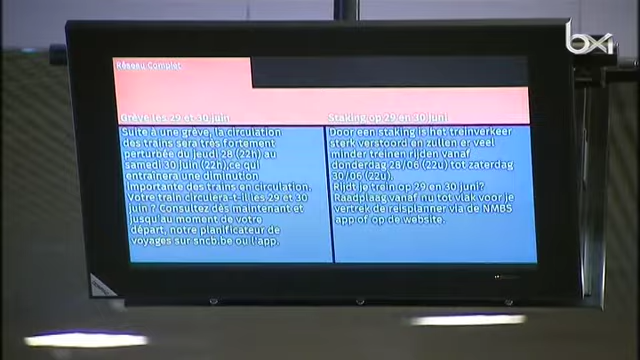 bx1
Réseau Complet
Grève les 29 et 30 juin
Suite à une grève, la circulation
des trains sera très fortement
perturbée du jeudi 28 (22h) au
samedi 30 juin (22h),ce qui
entrainera une diminution
importante des trains en circulation.
Votre train circulera-t-il les 29 et 30
juin ? Consultez dès maintenant et
jusqu'au moment de votre
départ, notre planificateur de
voyages sur sncb.be ou l'app.
Staking op 29 en 30 juni
Door een staking is het treinverkeer
sterk verstoord en zullen er veel
minder treinen rijden vanaf
donderdag 28/06 (22u) tot zaterdag
30/06 (22u).
Rijdt je trein op 29 en 30 juni?
Raadplaag vanaf nu tot vlak voor je
vertrek de reisplanner via de NMBS
app of op de website.